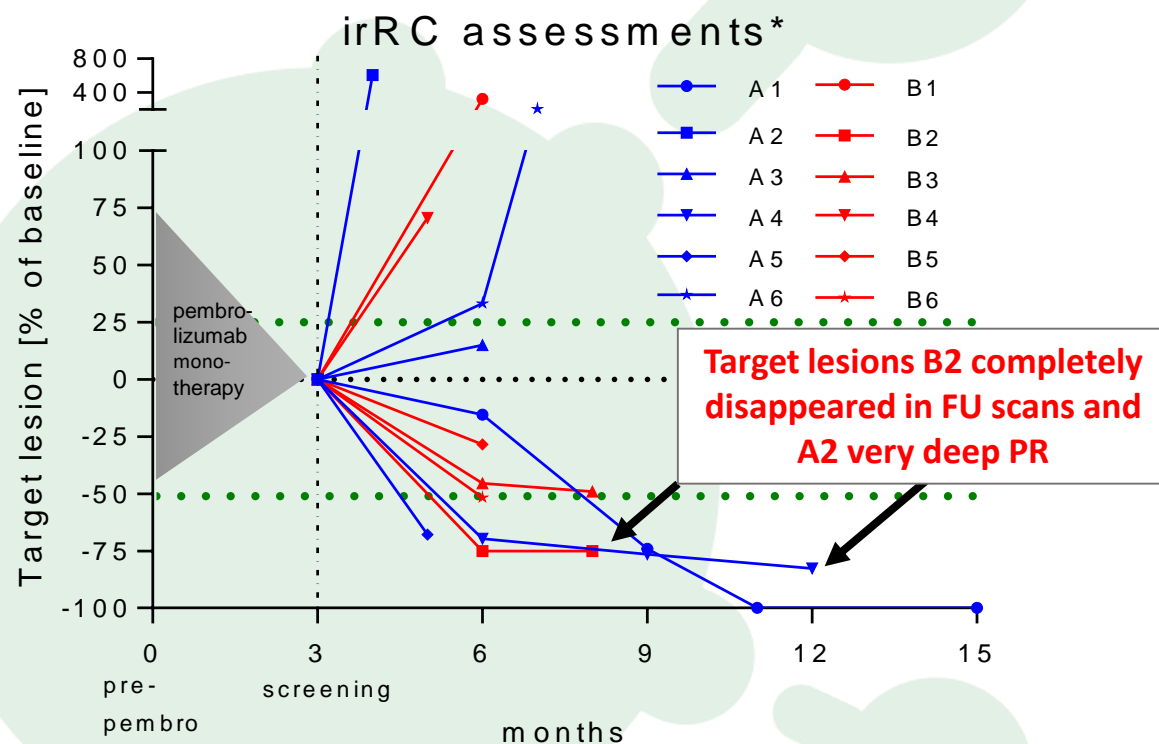 irRC assessments*
Target lesion [% of baseline]
800
400
100
75
50
25
0
-25
-50
-75
-100
pembro-
lizumab
mono-
therapy
A1 B1
A2 B2
A3 B3
A4 B4
A5 B5
A6 B6
Target lesions B2 completely
disappeared in FU scans and
A2 very deep PR
0 3 6 9 12 15
pre-
pembro
screening
months